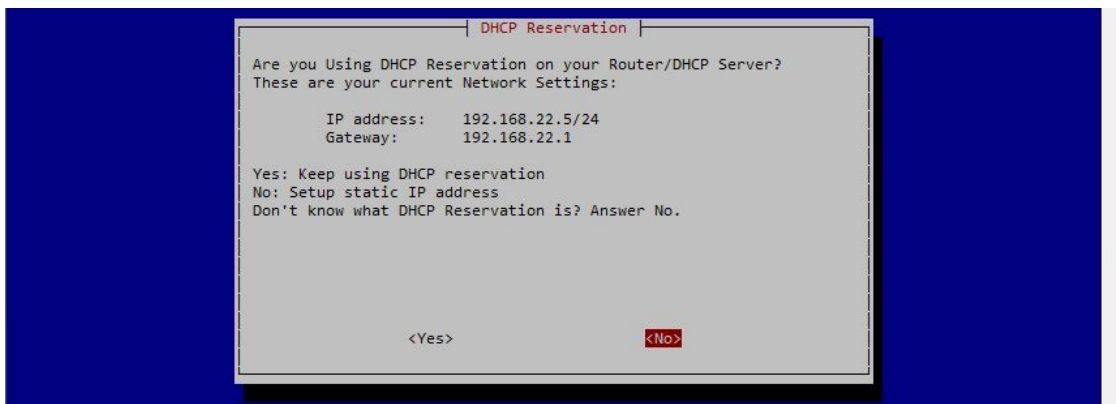 DHCP Reservation
Are you Using DHCP Reservation on your Router/DHCP Server?
These are your current Network Settings:
IP address: 192.168.22.5/24
Gateway: 192.168.22.1
Yes: Keep using DHCP reservation
No: Setup static IP address
Don't know what DHCP Reservation is? Answer No.
<Yes> <No>